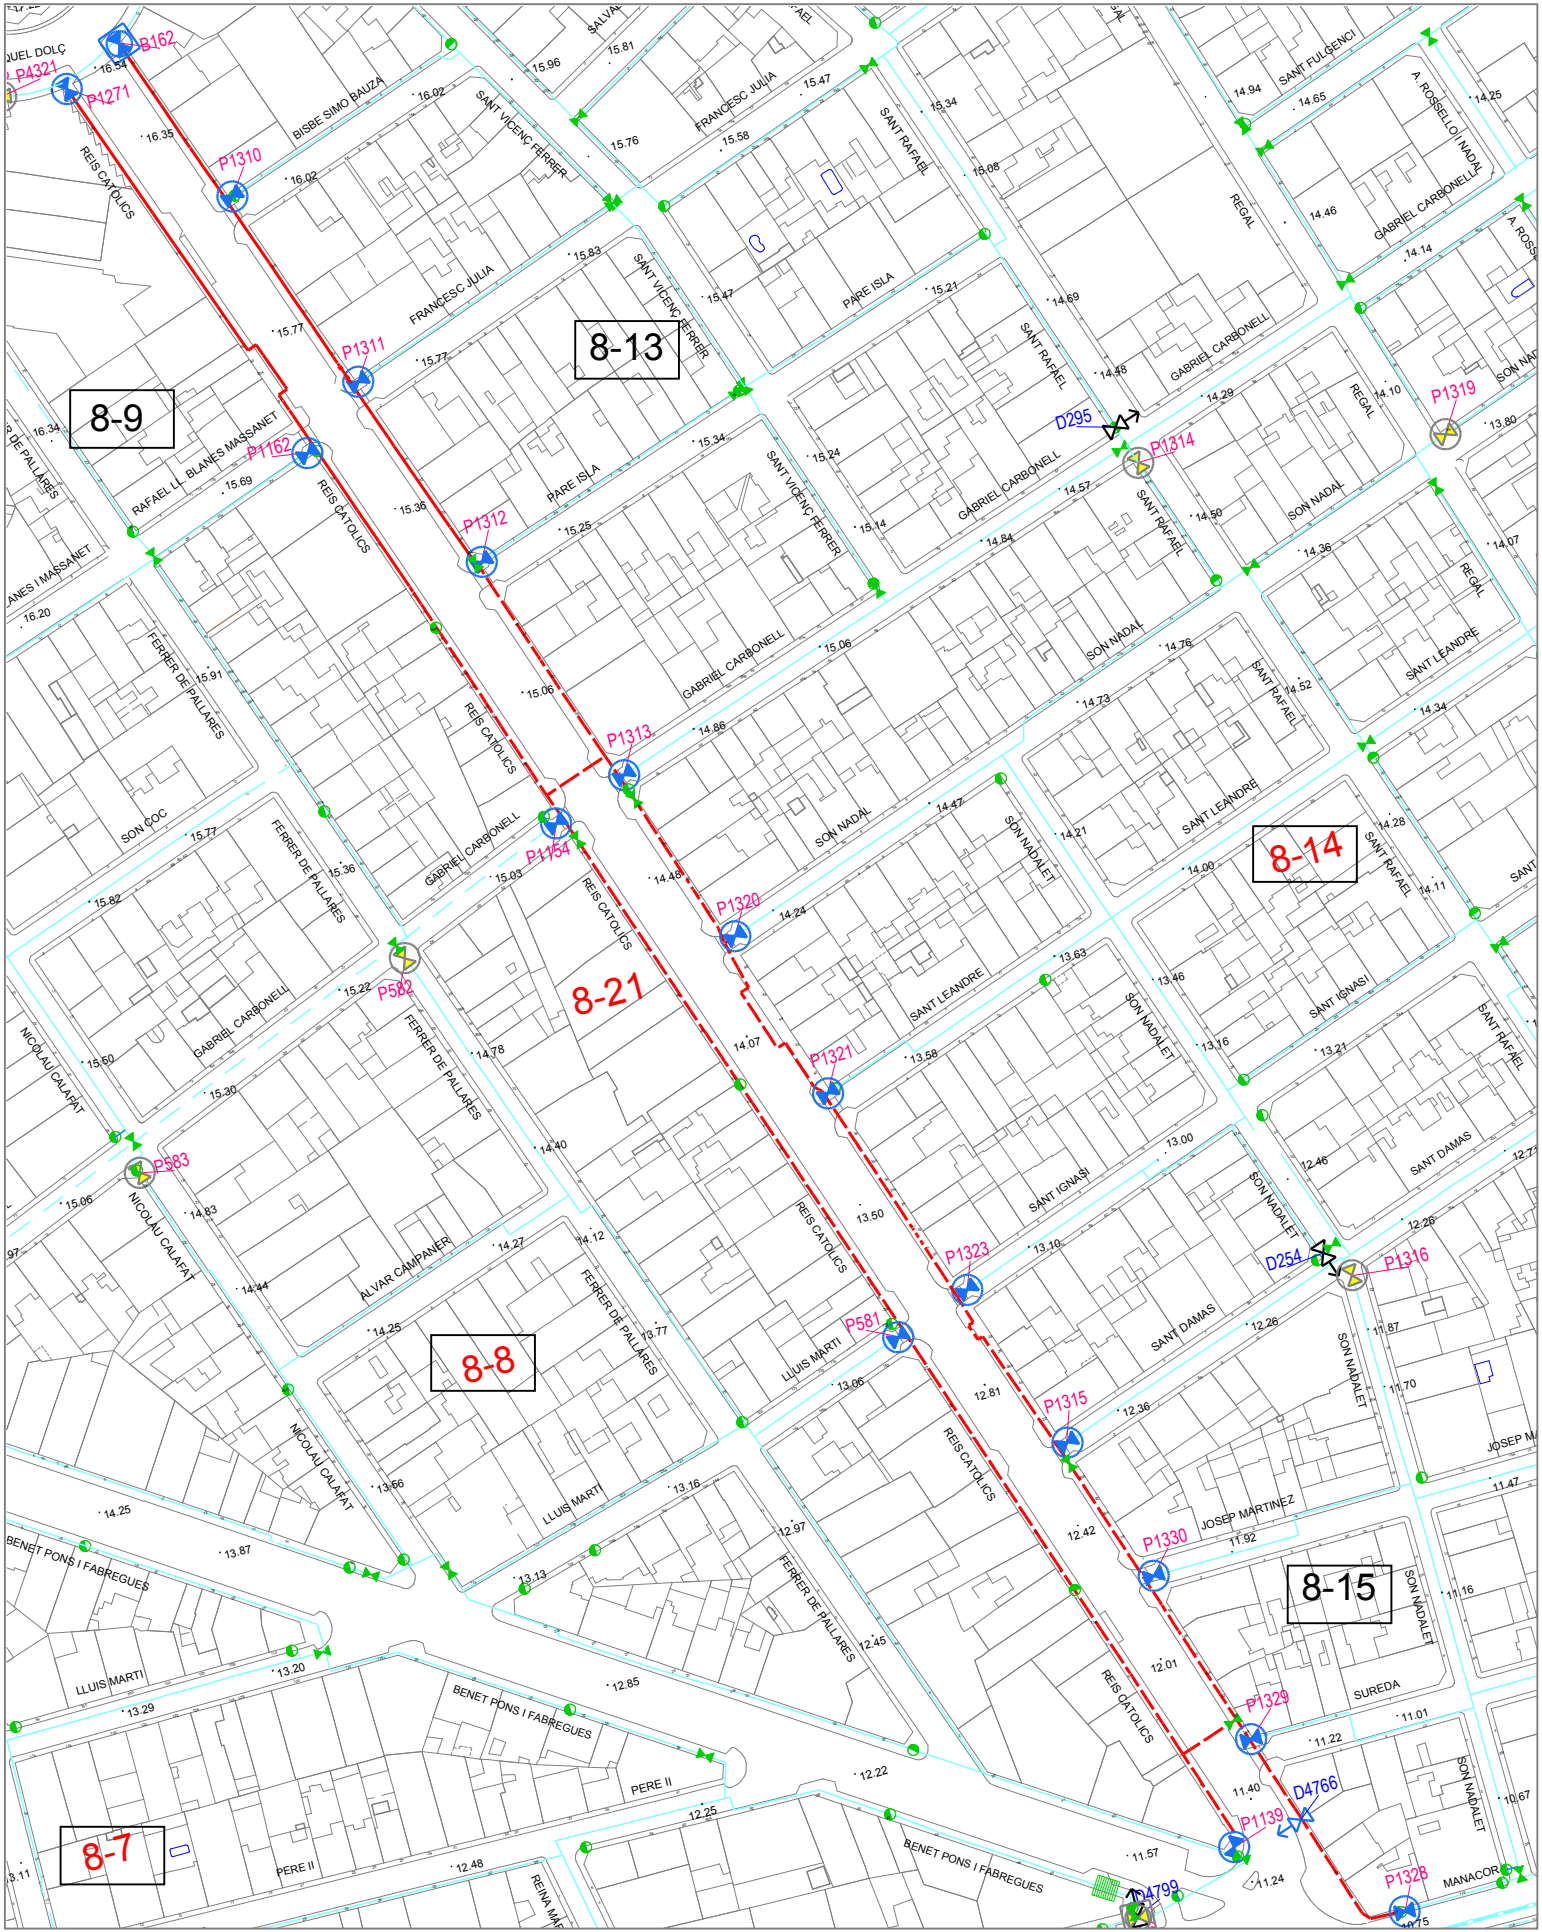 QUEL DOLÇ
P4321
B162
16.54
P1271
16.35
P1310
REIS CATOLICS
BISBE SIMO BAUZA
16.02
16.02
SANT VICENÇ FERRER
15.96
15.81
15.76
FRANCESC JULIA
15.47
15.58
15.34
SANT RAFAEL
15.08
SANT FULGENCI
14.94
14.65
A. ROSSELLO I NADAL
14.25
REGAL
14.46
GABRIEL CARBONELL
14.14
15.83
FRANCESC JULIA
SANT VICENÇ FERRER
15.47
PARE ISLA
15.21
14.69
15.77
P1311
15.77
8-13
SANT RAFAEL
14.48
GABRIEL CARBONELL
14.29
REGAL
14.10
P1319
13.80
8-9
16.34
RAFAEL LL. BLANES MASSANET
P1162
15.69
REIS CATOLICS
15.36
PARE ISLA
15.34
15.25
P1312
SANT VICENÇ FERRER
15.24
15.14
D295
P1314
GABRIEL CARBONELL
14.57
14.84
SANT RAFAEL
14.50
SON NADAL
14.36
REGAL
14.07
16.20
FERRER DE PALLARES
15.91
15.06
GABRIEL CARBONELL
15.06
SON NADAL
14.76
14.73
SANT RAFAEL
14.52
SANT LEANDRE
14.34
REIS CATOLICS
P1313
14.86
SON COC
15.77
FERRER DE PALLARES
15.36
GABRIEL CARBONELL
P1154
15.03
14.48
SON NADAL
14.47
SON NADALET
14.21
SANT LEANDRE
14.00
8-14
14.28
SANT RAFAEL
14.11
15.82
REIS CATOLICS
P1320
14.24
8-21
P582
15.22
GABRIEL CARBONELL
NICOLAU CALAFAT
15.50
15.30
FERRER DE PALLARES
14.78
14.07
P1321
SANT LEANDRE
13.63
13.58
SON NADALET
13.46
13.16
SANT IGNASI
13.21
SANT RAFAEL
14.40
P583
15.06
NICOLAU CALAFAT
14.83
14.44
ALVAR CAMPANER
14.27
14.12
13.50
REIS CATOLICS
P1323
SANT IGNASI
13.10
13.00
SON NADALET
12.46
SANT DAMAS
12.26
D254
P1316
14.25
8-8
FERRER DE PALLARES
13.77
P581
LLUIS MARTI
13.06
12.81
P1315
12.36
SANT DAMAS
12.26
SON NADALET
11.87
11.70
NICOLAU CALAFAT
13.56
LLUIS MARTI
13.16
REIS CATOLICS
12.97
12.42
P1330
JOSEP MARTINEZ
11.92
11.47
14.25
13.87
BENET PONS I FABREGUES
13.13
FERRER DE PALLARES
12.45
8-15
SON NADALET
11.16
LLUIS MARTI
13.20
13.29
12.85
BENET PONS I FABREGUES
REIS CATOLICS
12.01
P1329
SUREDA
11.01
11.22
PERE II
12.22
12.25
11.40
D4766
SON NADALET
10.67
8-7
PERE II
12.48
BENET PONS I FABREGUES
11.57
P1139
11.24
D4799
P1328
MANACOR
10.75